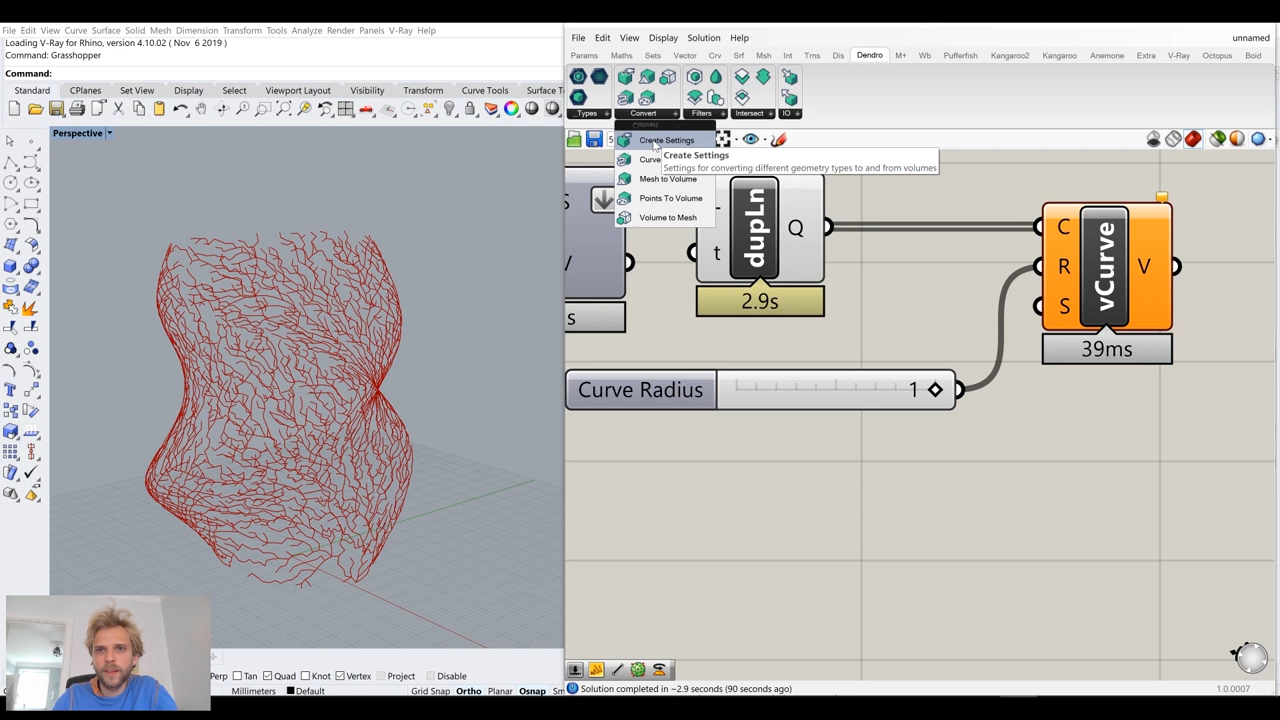 File Edit View Curve Surface Solid Mesh Dimension Transform Tools Analyze Render Panels V-Ray Help
Loading V-Ray for Rhino, version 4.10.02 ( Nov 6 2019 )
Command: Grasshopper
Command:
Standard CPlanes Set View Display Select Viewport Layout Visibility Transform Curve Tools Surface T
Perspective
File Edit View Display Solution Help
unnamed
Params Maths Sets Vector Crv Srf Msh Int Trns Dis Dendro M+ Wb Pufferfish Kangaroo2 Kangaroo Anemone Extra V-Ray Octopus Boid
_Types Convert Filters Intersect IO
Convert
Create Settings
Curve
Mesh to Volume
Points To Volume
Volume to Mesh
Create Settings
Settings for converting different geometry types to and from volumes
5
S
V
s
t
dupLn
Q
2.9s
C
R
S
vCurve
V
39ms
Curve Radius 1
Perp Tan Quad Knot Vertex Project Disable
Millimeters Default Grid Snap Ortho Planar Osnap Sm
Solution completed in ~2.9 seconds (90 seconds ago)
1.0.0007